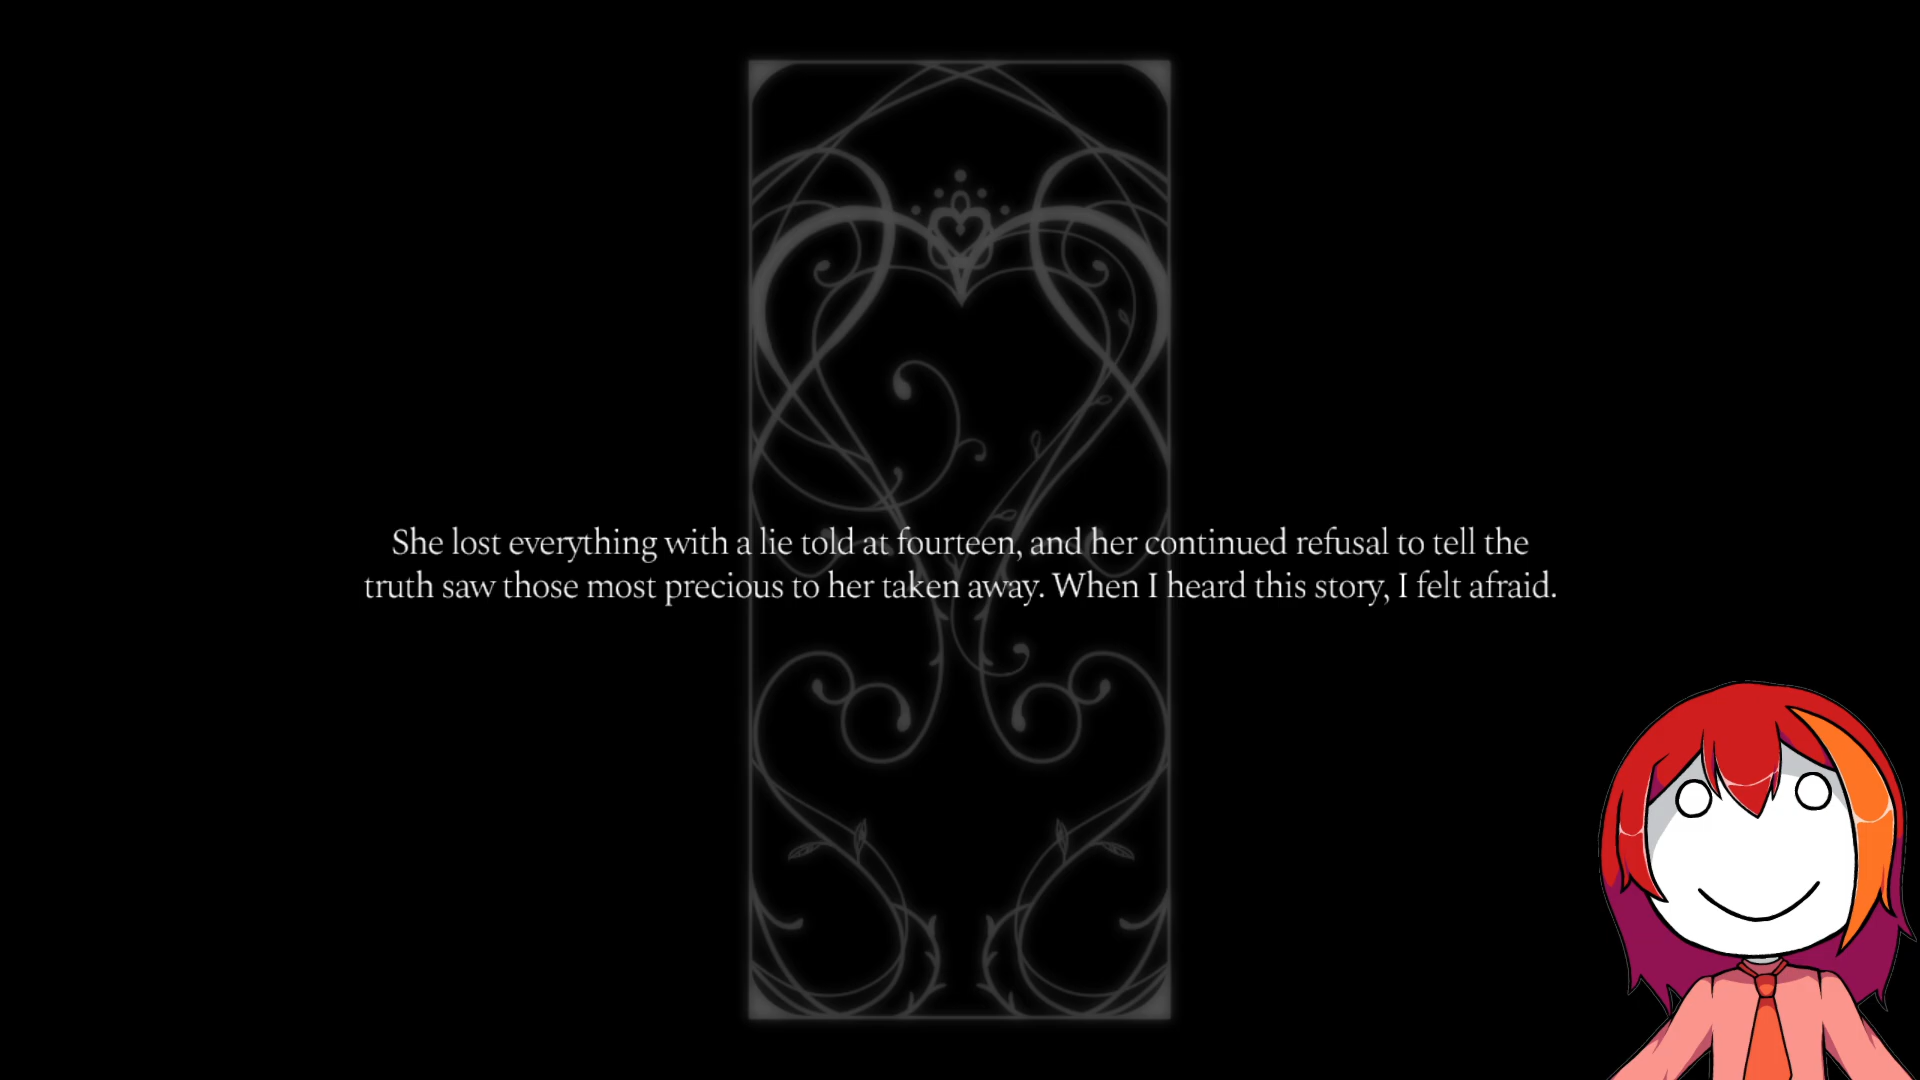 She lost everything with a lie told at fourteen, and her continued refusal to tell the
truth saw those most precious to her taken away. When I heard this story, I felt afraid.